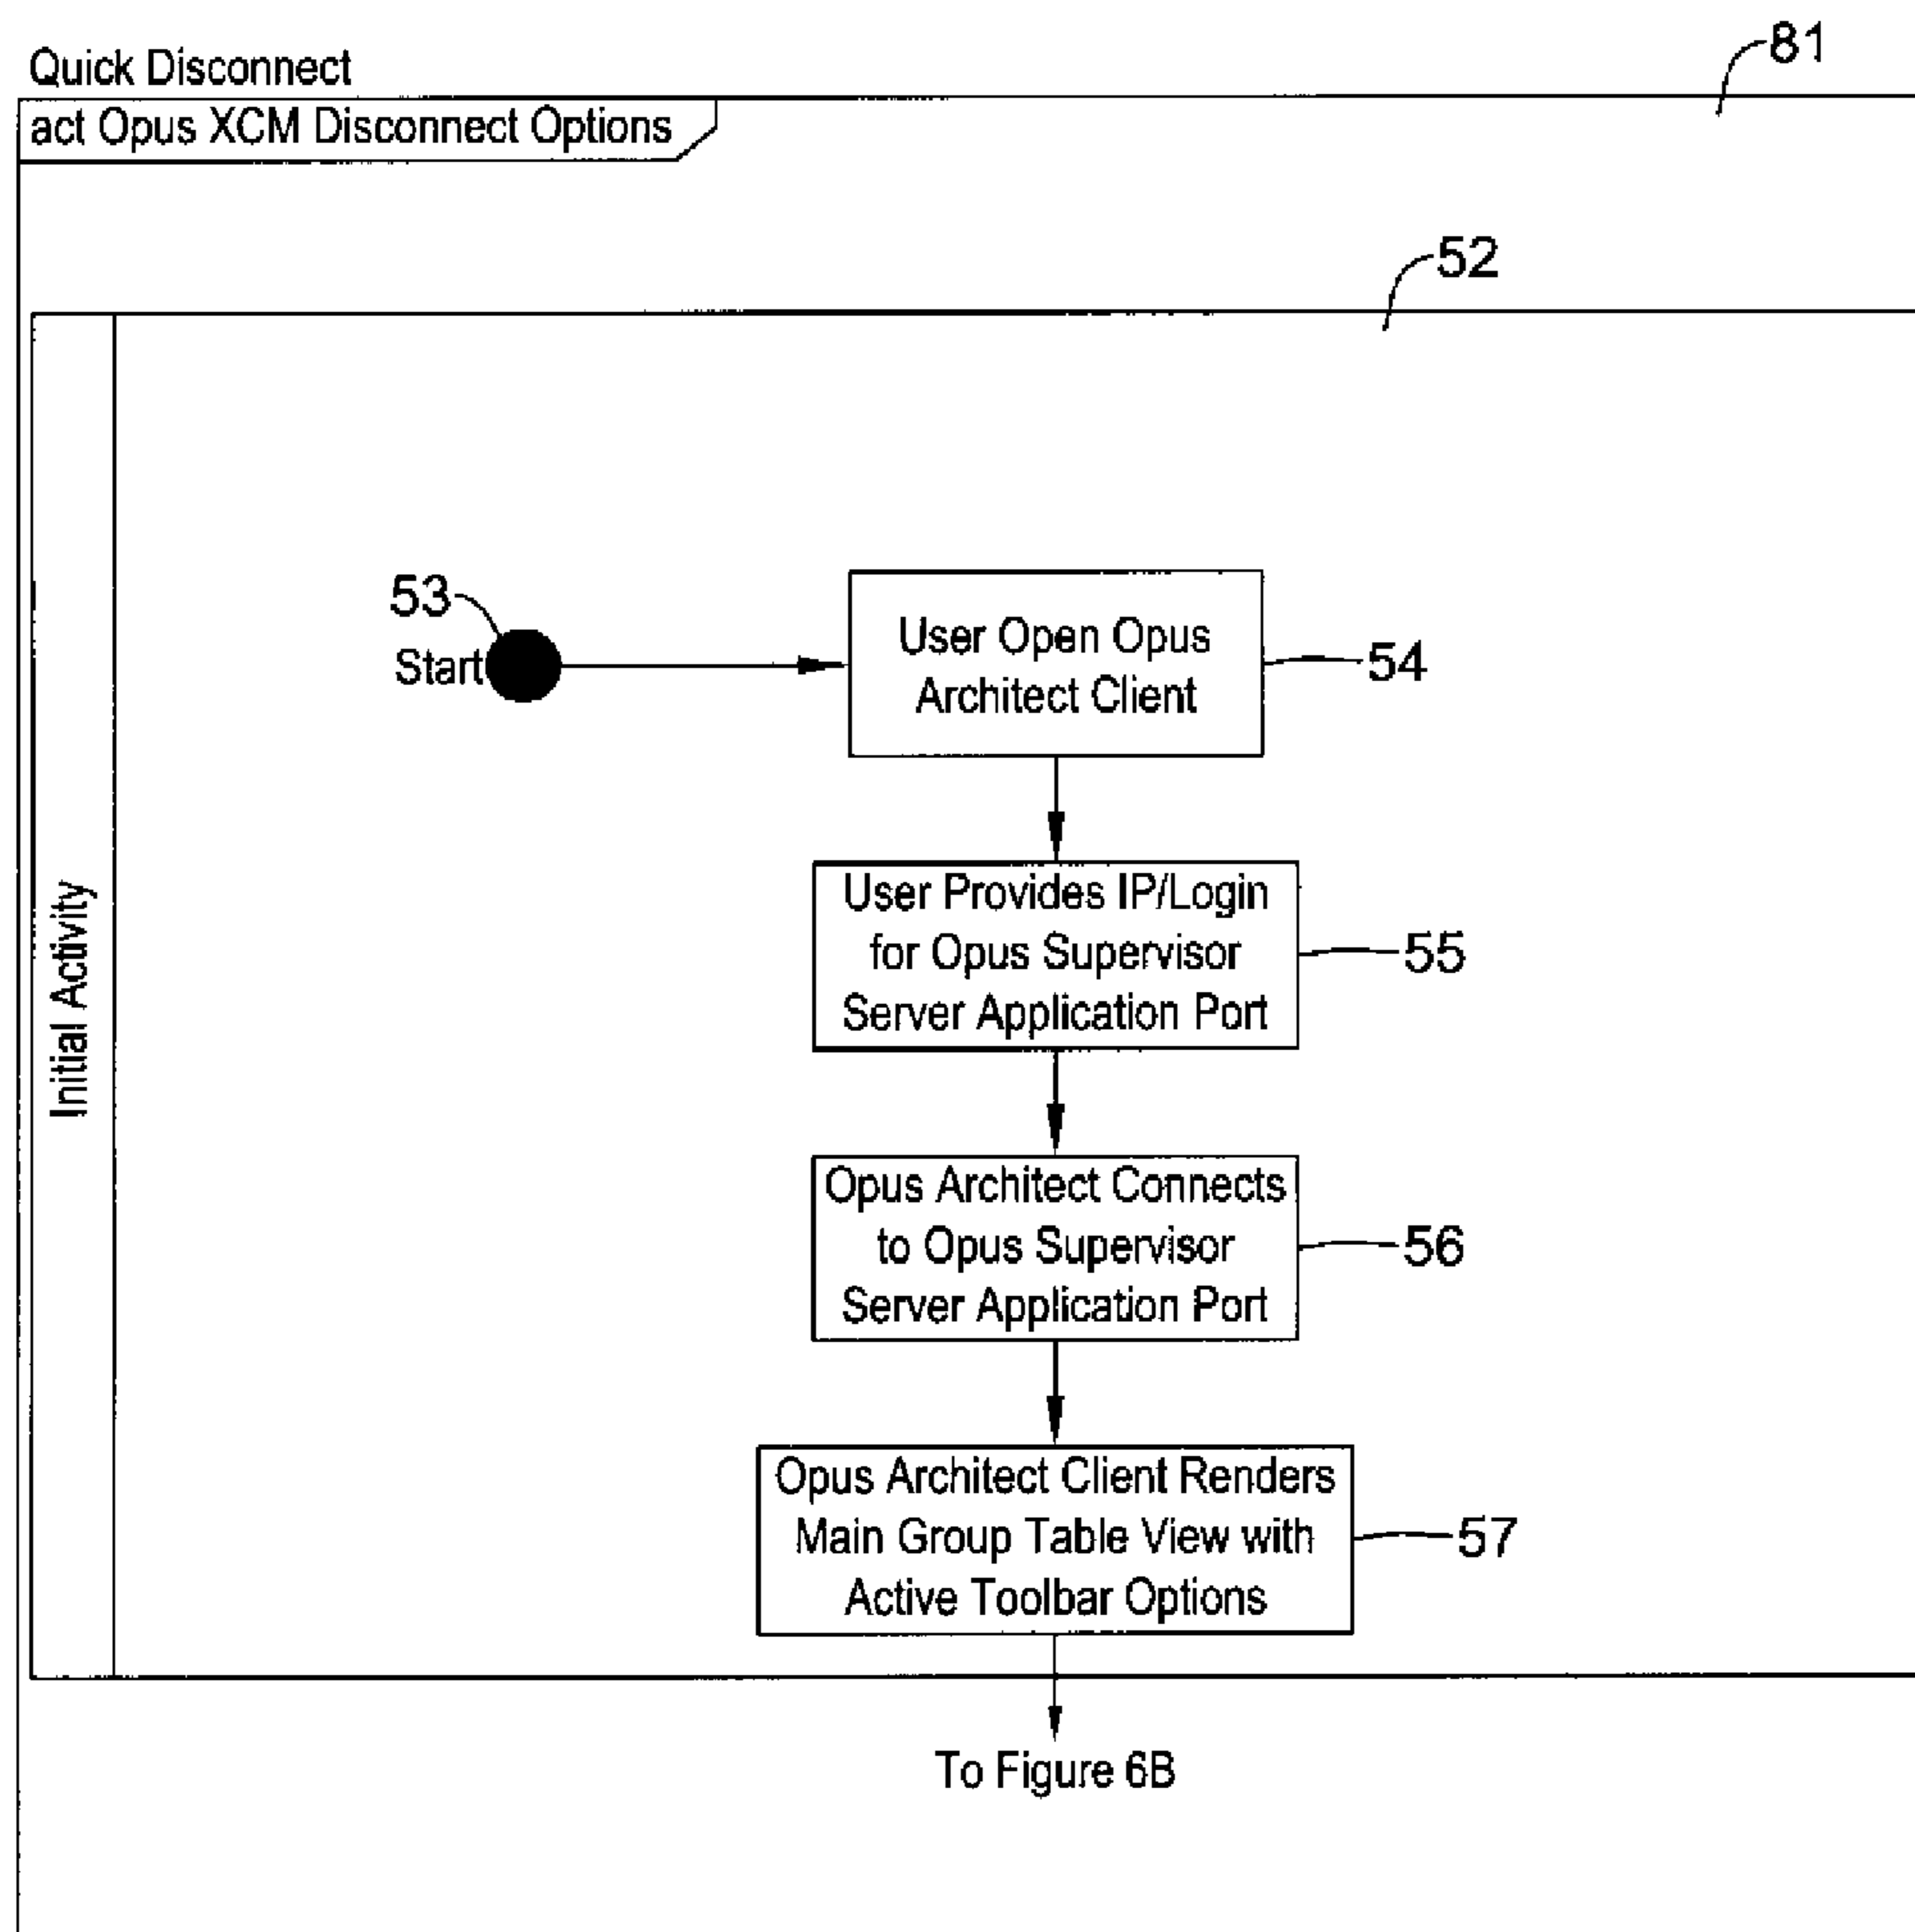 81
Quick Disconnect
act Opus XCM Disconnect Options
52
53
Start
User Open Opus
Architect Client
54
Initial Activity
User Provides IP/Login
for Opus Supervisor
Server Application Port
55
Opus Architect Connects
to Opus Supervisor
Server Application Port
56
Opus Architect Client Renders
Main Group Table View with
Active Toolbar Options
57
To Figure 6B